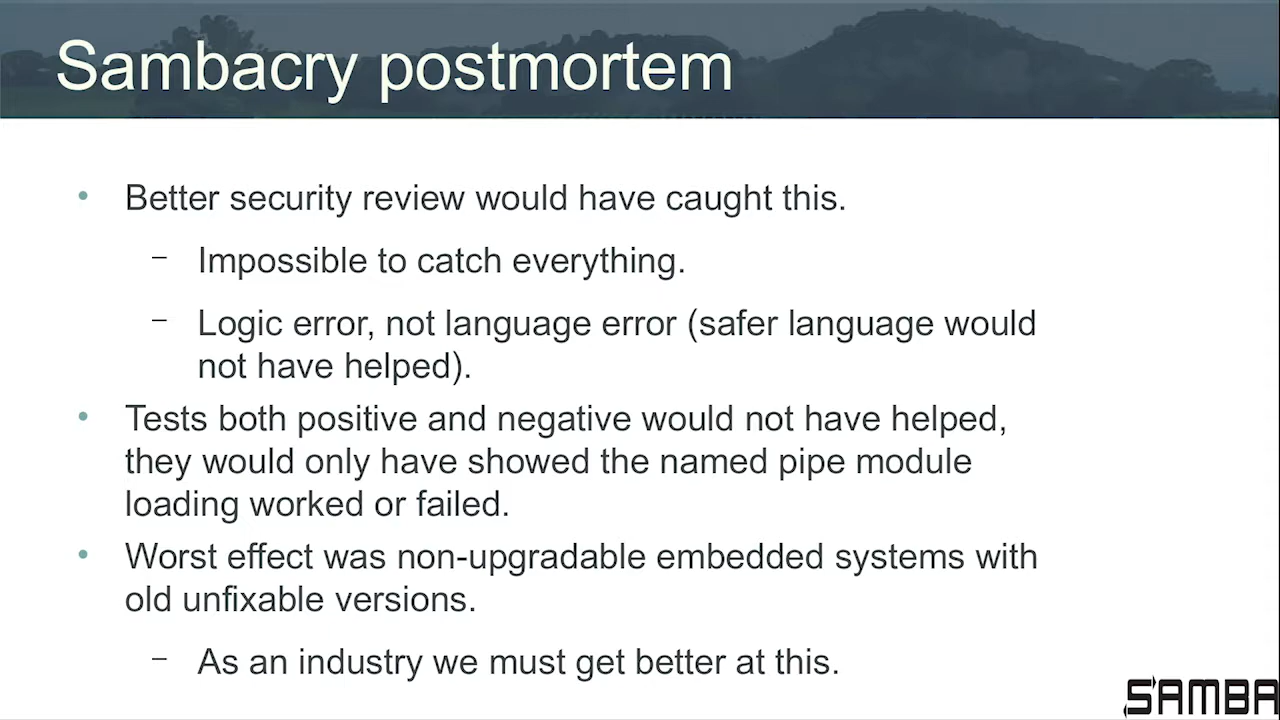 Sambacry postmortem
• Better security review would have caught this.
– Impossible to catch everything.
– Logic error, not language error (safer language would
not have helped).
• Tests both positive and negative would not have helped,
they would only have showed the named pipe module
loading worked or failed.
• Worst effect was non-upgradable embedded systems with
old unfixable versions.
– As an industry we must get better at this.
SAMBA